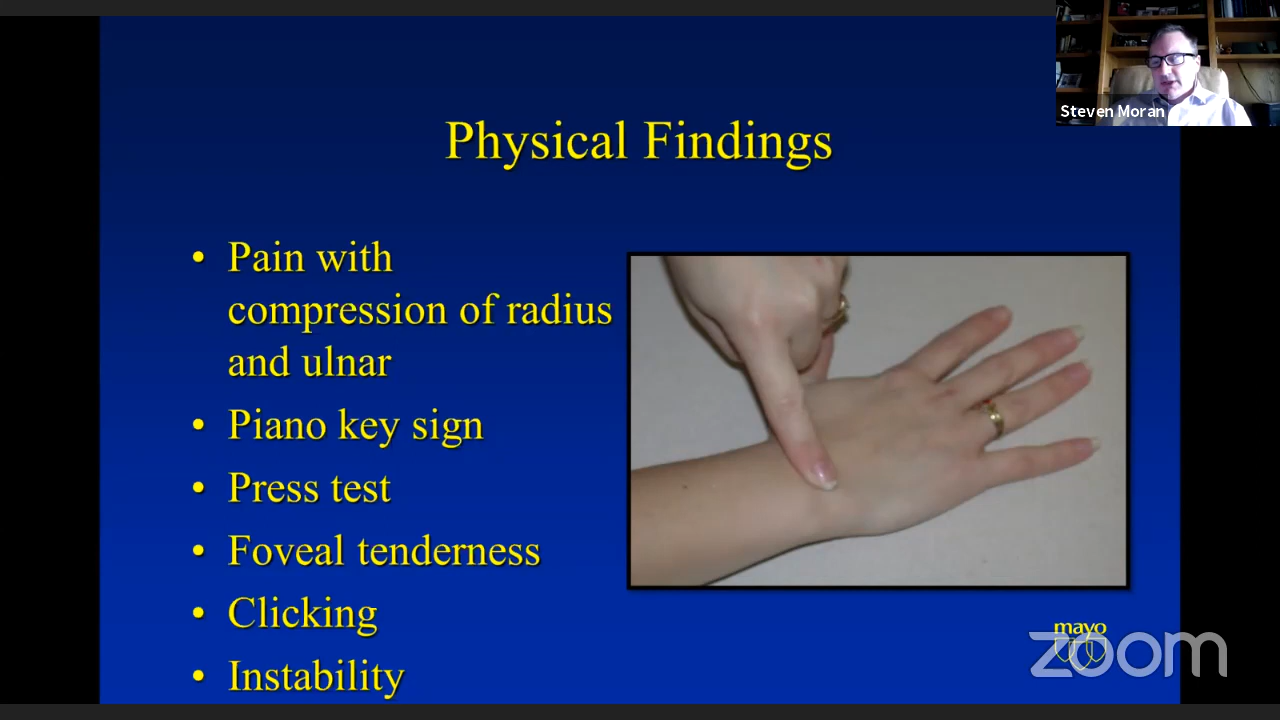 Steven Moran
Physical Findings
• Pain with
compression of radius
and ulnar
• Piano key sign
• Press test
• Foveal tenderness
• Clicking
• Instability
mayo
zoom